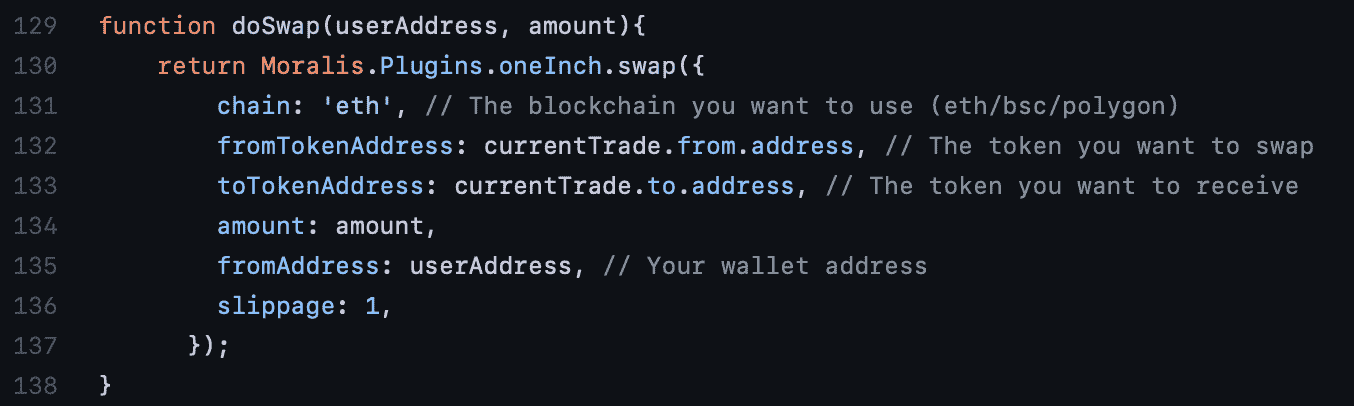 129 function doSwap(userAddress, amount){
130 return Moralis.Plugins.oneInch.swap({
131 chain: 'eth', // The blockchain you want to use (eth/bsc/polygon)
132 fromTokenAddress: currentTrade.from.address, // The token you want to swap
133 toTokenAddress: currentTrade.to.address, // The token you want to receive
134 amount: amount,
135 fromAddress: userAddress, // Your wallet address
136 slippage: 1,
137 });
138 }